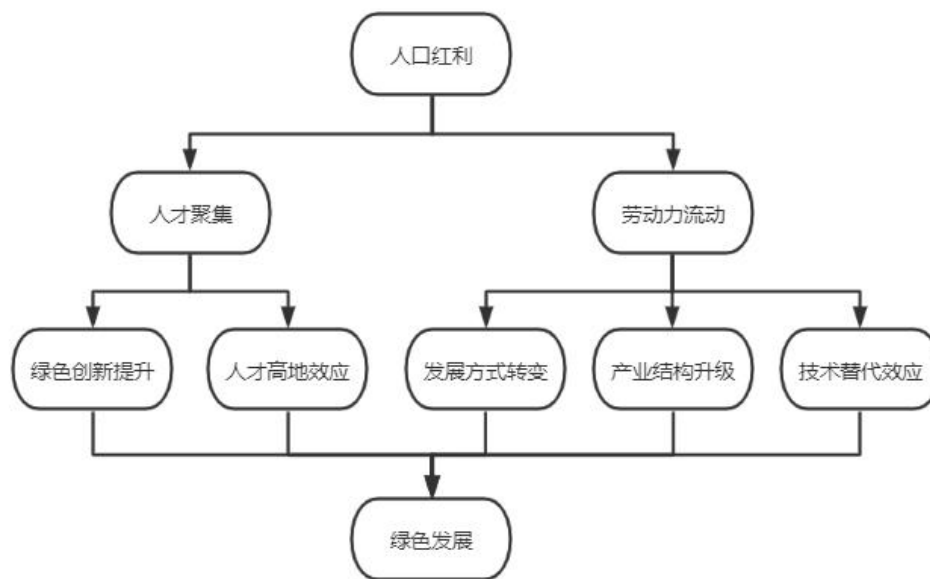 人口红利
人才聚集
劳动力流动
绿色创新提升
人才高地效应
发展方式转变
产业结构升级
技术替代效应
绿色发展